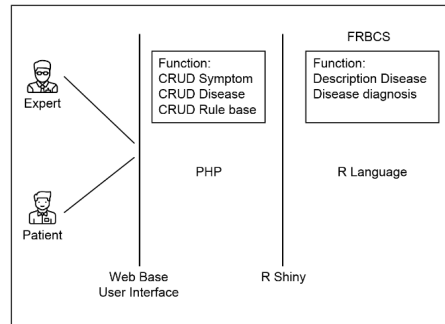 FRBCS
Function:
CRUD Symptom
CRUD Disease
CRUD Rule base
Function:
Description Disease
Disease diagnosis
Expert
PHP
R Language
Patient
Web Base
User Interface
R Shiny